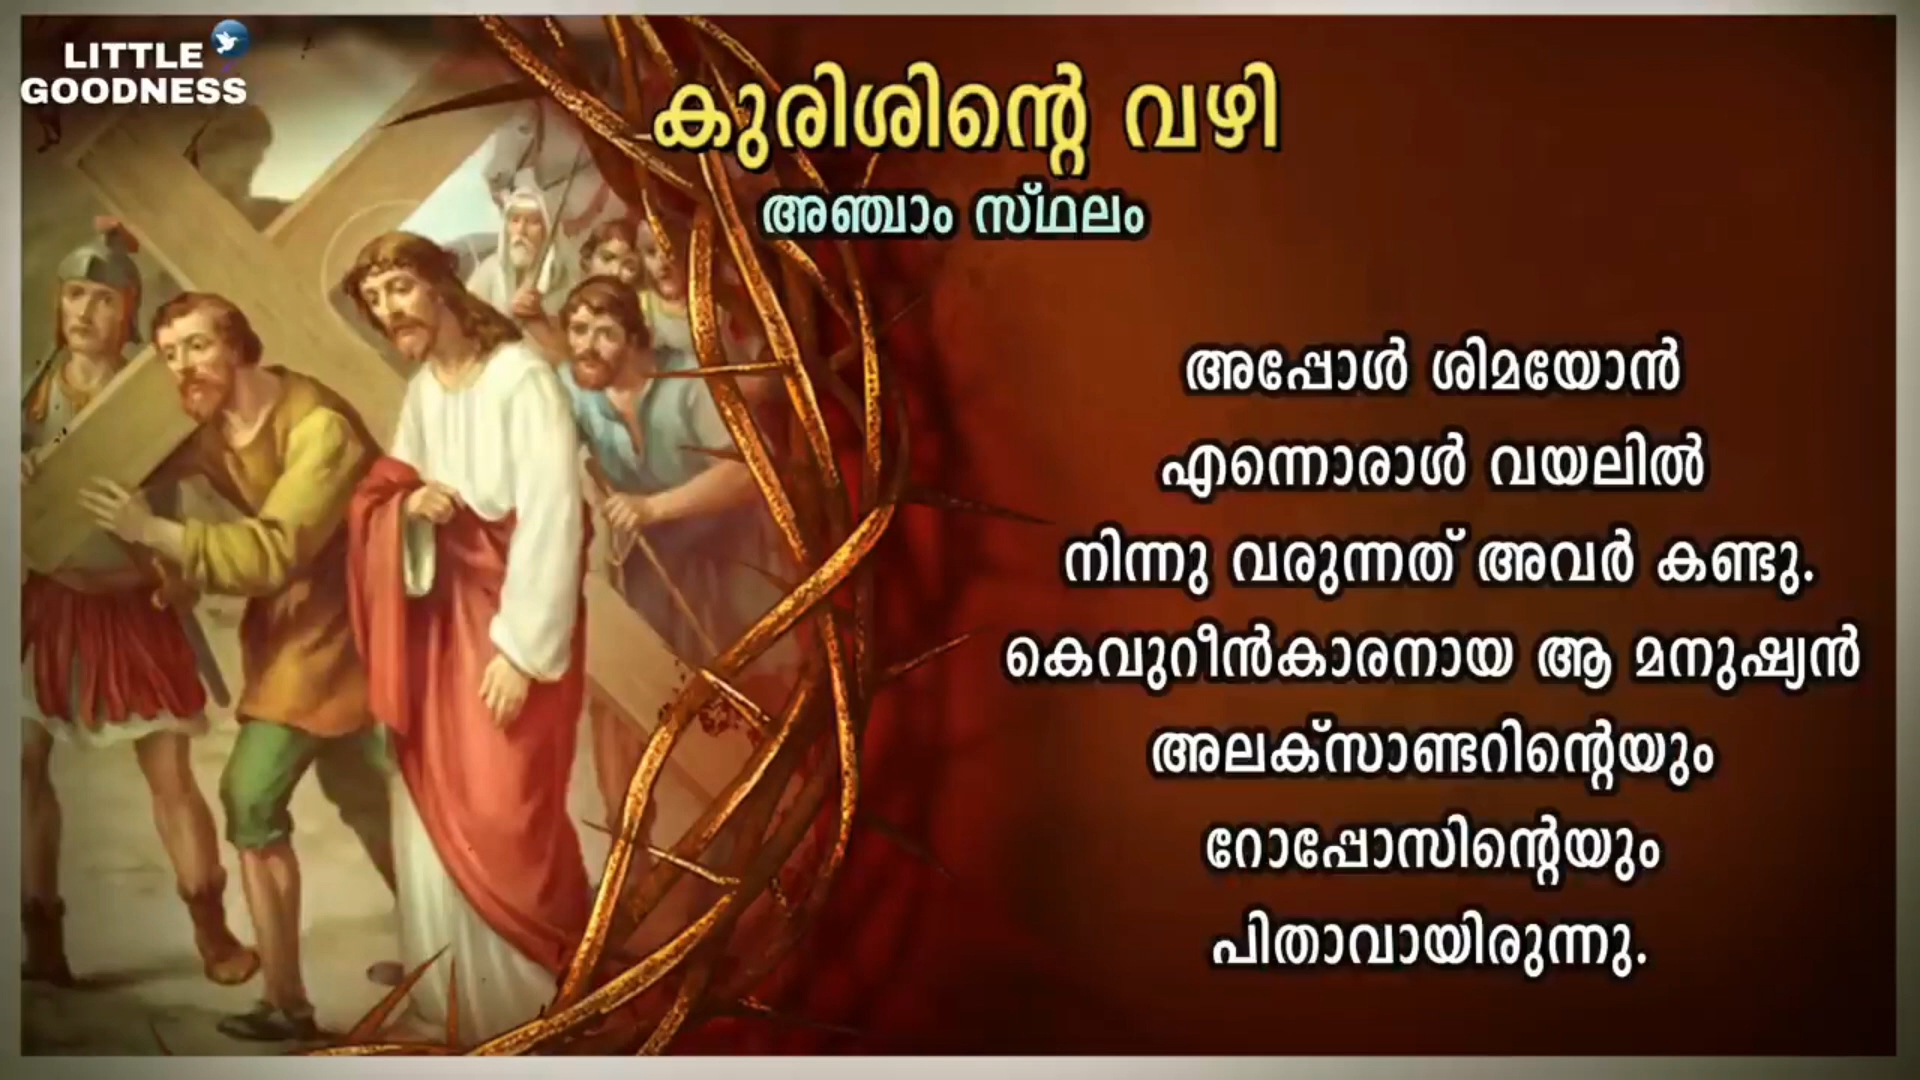 LITTLE
GOODNESS
കുരിശിന്റെ വഴി
അഞ്ചാം സ്ഥലം
അപ്പോൾ ശിമയോൻ
എന്നൊരാൾ വയലിൽ
നിന്നു വരുന്നത് അവർ കണ്ടു.
കെവുറീൻകാരനായ ആ മനുഷ്യൻ
അലക്സാണ്ടറിന്റെയും
റോപ്പോസിന്റെയും
പിതാവായിരുന്നു.